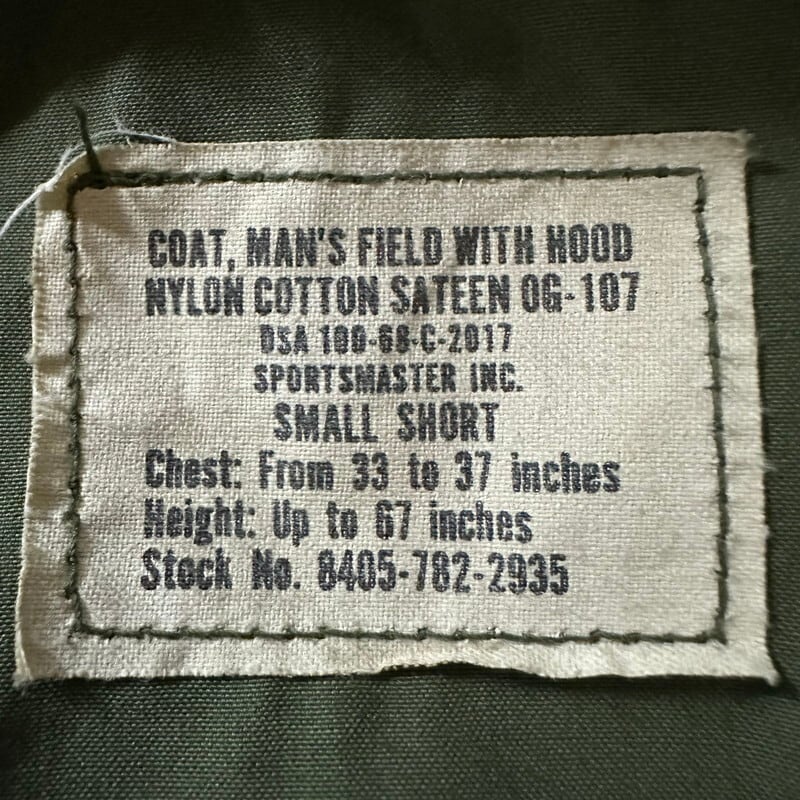 COAT, MAN'S FIELD WITH HOOD
NYLON COTTON SATEEN OG-107
DSA 100-68-C-2017
SPORTSMASTER INC.
SMALL SHORT
Chest: From 33 to 37 inches
Height: Up to 67 inches
Stock No. 8405-782-2935